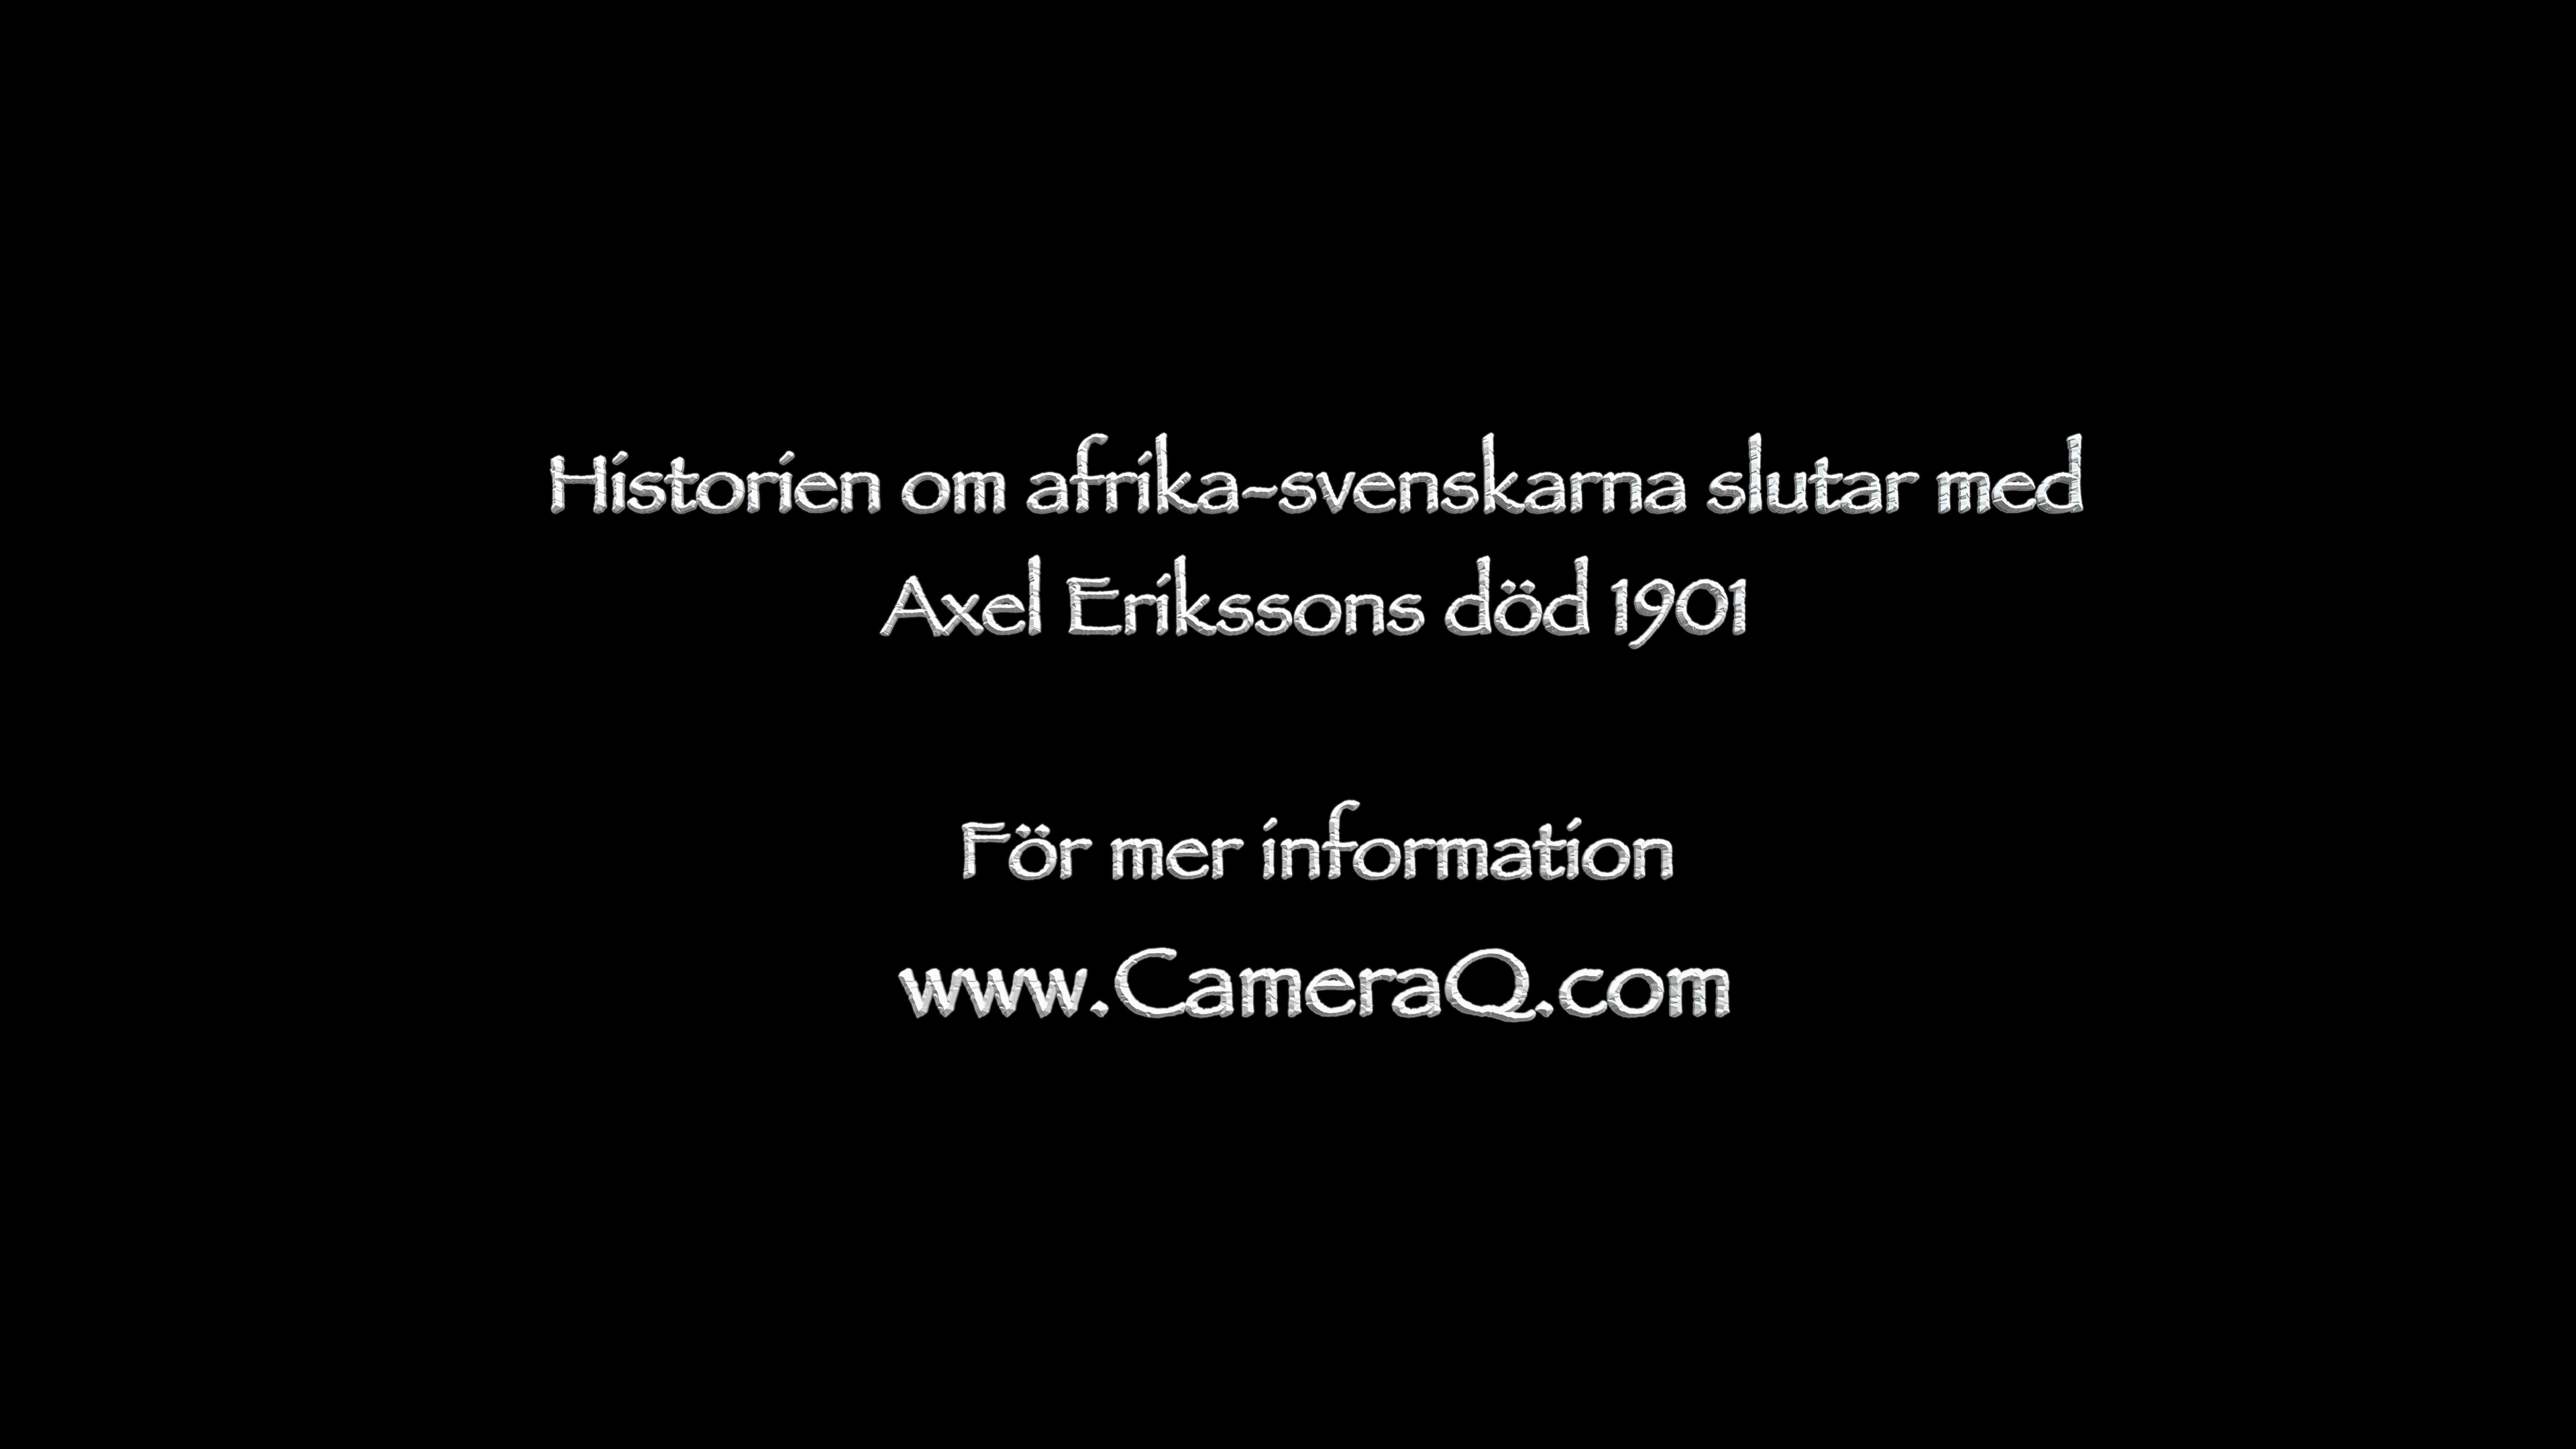 Historien om afrika-svenskarna slutar med
Axel Erikssons död 1901
För mer information
www.CameraQ.com